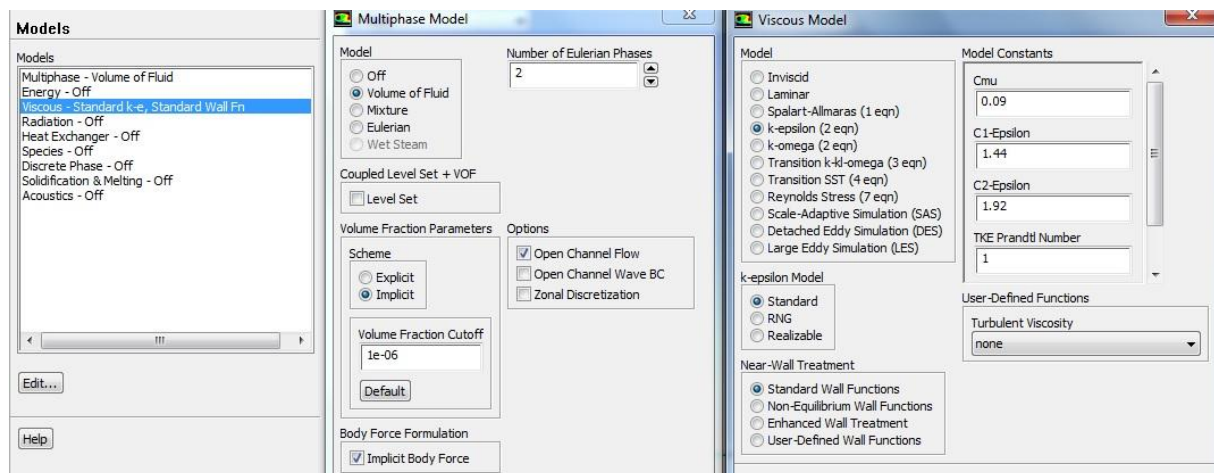 Models
Models
Multiphase - Volume of Fluid
Energy - Off
Viscous - Standard k-e, Standard Wall Fn
Radiation - Off
Heat Exchanger - Off
Species - Off
Discrete Phase - Off
Solidification & Melting - Off
Acoustics - Off
Edit...
Help
Multiphase Model
Model
Off
Volume of Fluid
Mixture
Eulerian
Wet Steam
Number of Eulerian Phases
2
Coupled Level Set + VOF
Level Set
Volume Fraction Parameters
Scheme
Explicit
Implicit
Volume Fraction Cutoff
1e-06
Default
Options
Open Channel Flow
Open Channel Wave BC
Zonal Discretization
Body Force Formulation
Implicit Body Force
Viscous Model
Model
Inviscid
Laminar
Spalart-Allmaras (1 eqn)
k-epsilon (2 eqn)
k-omega (2 eqn)
Transition k-kl-omega (3 eqn)
Transition SST (4 eqn)
Reynolds Stress (7 eqn)
Scale-Adaptive Simulation (SAS)
Detached Eddy Simulation (DES)
Large Eddy Simulation (LES)
k-epsilon Model
Standard
RNG
Realizable
Near-Wall Treatment
Standard Wall Functions
Non-Equilibrium Wall Functions
Enhanced Wall Treatment
User-Defined Wall Functions
Model Constants
Cmu
0.09
C1-Epsilon
1.44
C2-Epsilon
1.92
TKE Prandtl Number
1
User-Defined Functions
Turbulent Viscosity
none